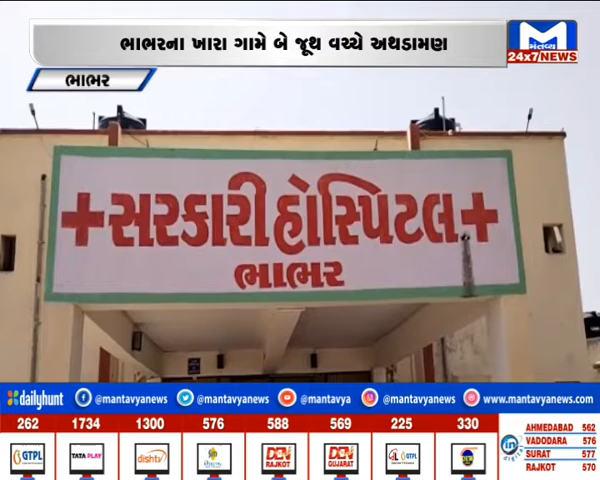 ભાભરના ખારા ગામે બે જૂથ વચ્ચે અથડામણ
M
મંતવ્ય
24x7 NEWS
ભાભર
+સરકારી હોસ્પિટલ+
ભાભર
dailyhunt @mantavyanews @mantavyanews @mantavya @mantavyanews @mantavyanews www.mantavyanews.com
262 1734 1300 576 588 569 225 330
GTPL TATA PLAY dishtv DEN RAJKOT DEN GUJARAT GTPL
in digital
AHMEDABAD 562
VADODARA 576
SURAT 577
RAJKOT 570